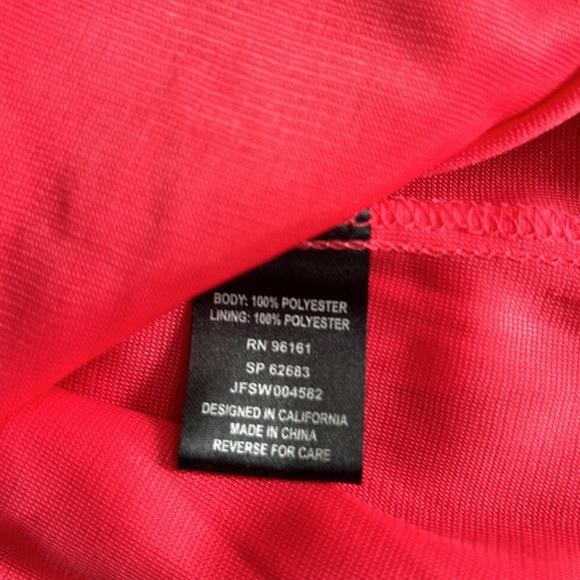 BODY: 100% POLYESTER
LINING: 100% POLYESTER
RN 96161
SP 62683
JFSW004582
DESIGNED IN CALIFORNIA
MADE IN CHINA
REVERSE FOR CARE